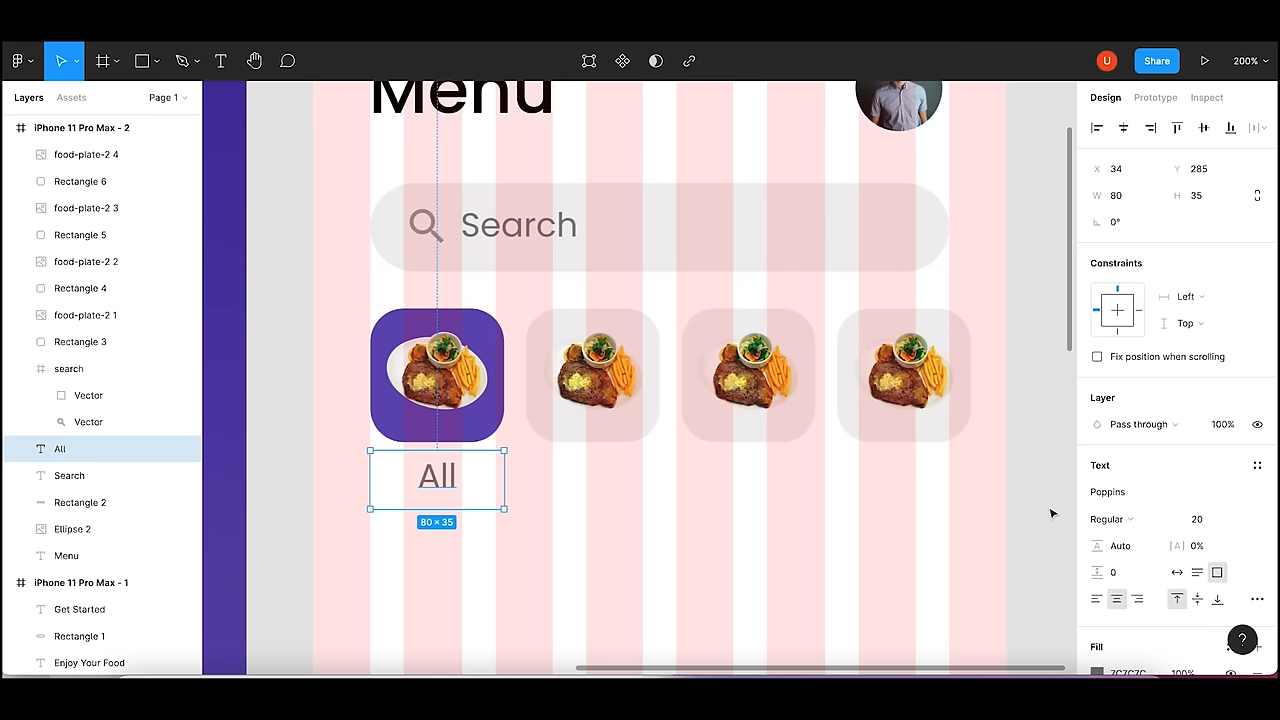 U Share 200%
Layers Assets Page 1
iPhone 11 Pro Max - 2
food-plate-2 4
Rectangle 6
food-plate-2 3
Rectangle 5
food-plate-2 2
Rectangle 4
food-plate-2 1
Rectangle 3
search
Vector
Vector
All
Search
Rectangle 2
Ellipse 2
Menu
iPhone 11 Pro Max - 1
Get Started
Rectangle 1
Enjoy Your Food
Menu
Search
All
80 × 35
Design Prototype Inspect
X 34 Y 285
W 80 H 35
0°
Constraints
Left
Top
Fix position when scrolling
Layer
Pass through 100%
Text
Poppins
Regular 20
Auto |A| 0%
0
Fill
7C7C7C 100%
?